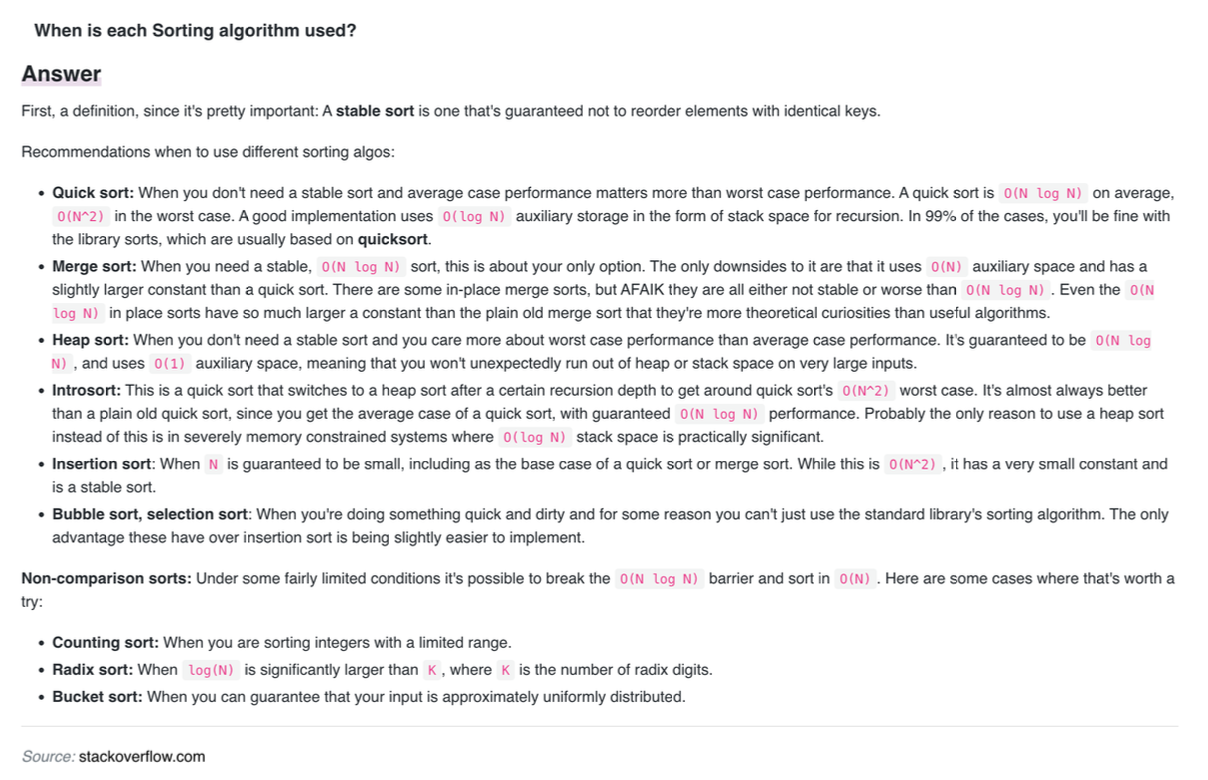 When is each Sorting algorithm used?
Answer
First, a definition, since it's pretty important: A stable sort is one that's guaranteed not to reorder elements with identical keys.
Recommendations when to use different sorting algos:
• Quick sort: When you don't need a stable sort and average case performance matters more than worst case performance. A quick sort is O(N log N) on average,
O(N^2) in the worst case. A good implementation uses O(log N) auxiliary storage in the form of stack space for recursion. In 99% of the cases, you'll be fine with
the library sorts, which are usually based on quicksort.
• Merge sort: When you need a stable, O(N log N) sort, this is about your only option. The only downsides to it are that it uses O(N) auxiliary space and has a
slightly larger constant than a quick sort. There are some in-place merge sorts, but AFAIK they are all either not stable or worse than O(N log N) . Even the O(N
log N) in place sorts have so much larger a constant than the plain old merge sort that they're more theoretical curiosities than useful algorithms.
• Heap sort: When you don't need a stable sort and you care more about worst case performance than average case performance. It's guaranteed to be O(N log
N) , and uses O(1) auxiliary space, meaning that you won't unexpectedly run out of heap or stack space on very large inputs.
• Introsort: This is a quick sort that switches to a heap sort after a certain recursion depth to get around quick sort's O(N^2) worst case. It's almost always better
than a plain old quick sort, since you get the average case of a quick sort, with guaranteed O(N log N) performance. Probably the only reason to use a heap sort
instead of this is in severely memory constrained systems where O(log N) stack space is practically significant.
• Insertion sort: When N is guaranteed to be small, including as the base case of a quick sort or merge sort. While this is O(N^2) , it has a very small constant and
is a stable sort.
• Bubble sort, selection sort: When you're doing something quick and dirty and for some reason you can't just use the standard library's sorting algorithm. The only
advantage these have over insertion sort is being slightly easier to implement.
Non-comparison sorts: Under some fairly limited conditions it's possible to break the O(N log N) barrier and sort in O(N) . Here are some cases where that's worth a
try:
• Counting sort: When you are sorting integers with a limited range.
• Radix sort: When log(N) is significantly larger than K , where K is the number of radix digits.
• Bucket sort: When you can guarantee that your input is approximately uniformly distributed.
Source: stackoverflow.com